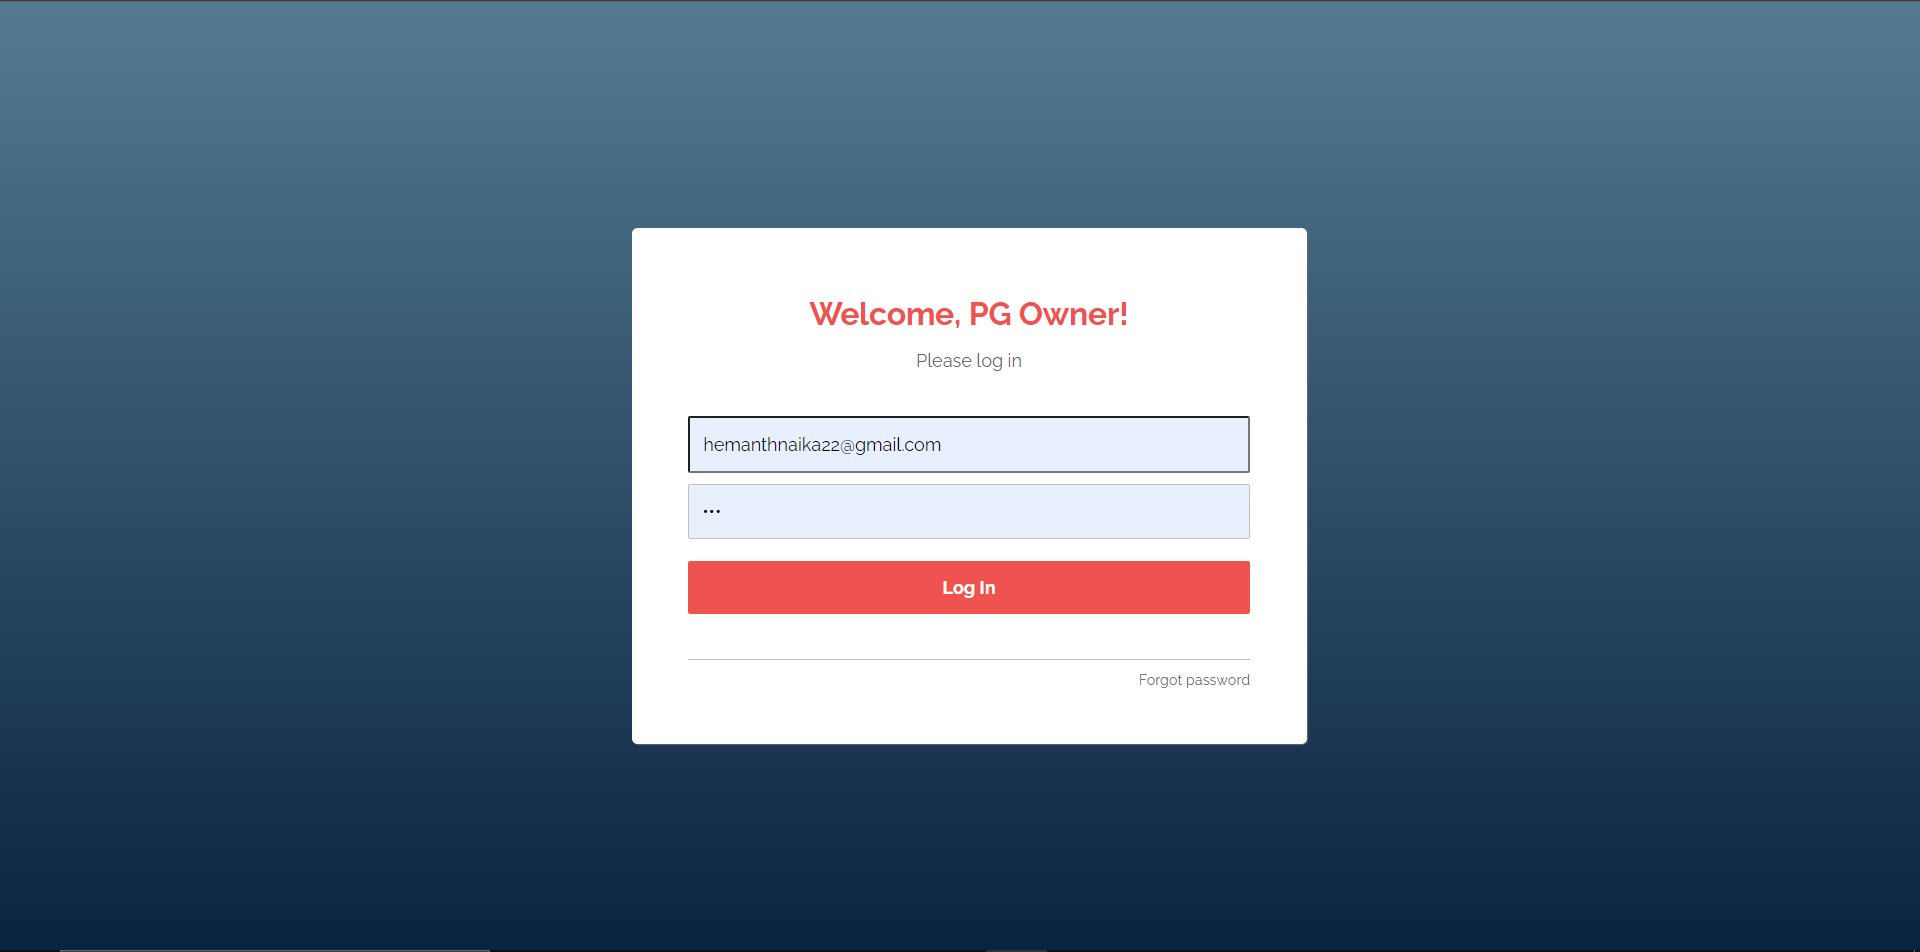 Welcome, PG Owner!
Please log in
hemanthnaika22@gmail.com
•••
Log In
Forgot password